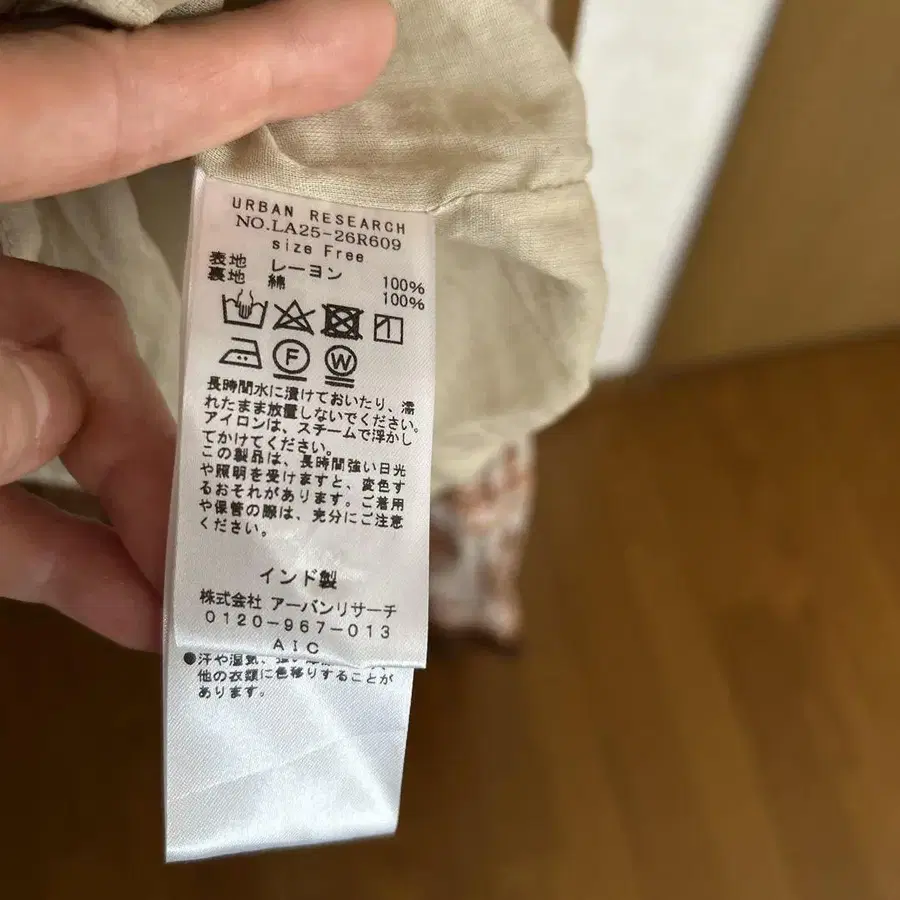 URBAN RESEARCH
NO.LA25-26R609
size Free
表地 レーヨン 100%
裏地 綿 100%
F W
長時間水に漬けておいたり、濡
れたまま放置しないでください。
アイロンは、スチームで浮かし
てかけてください。
この製品は、長時間強い日光
や照明を受けますと、変色す
るおそれがあります。ご着用
や保管の際は、充分にご注意
ください。
インド製
株式会社 アーバンリサーチ
0120-967-013
AIC
●汗や湿気、強い
他の衣類に色移りすることが
あります。